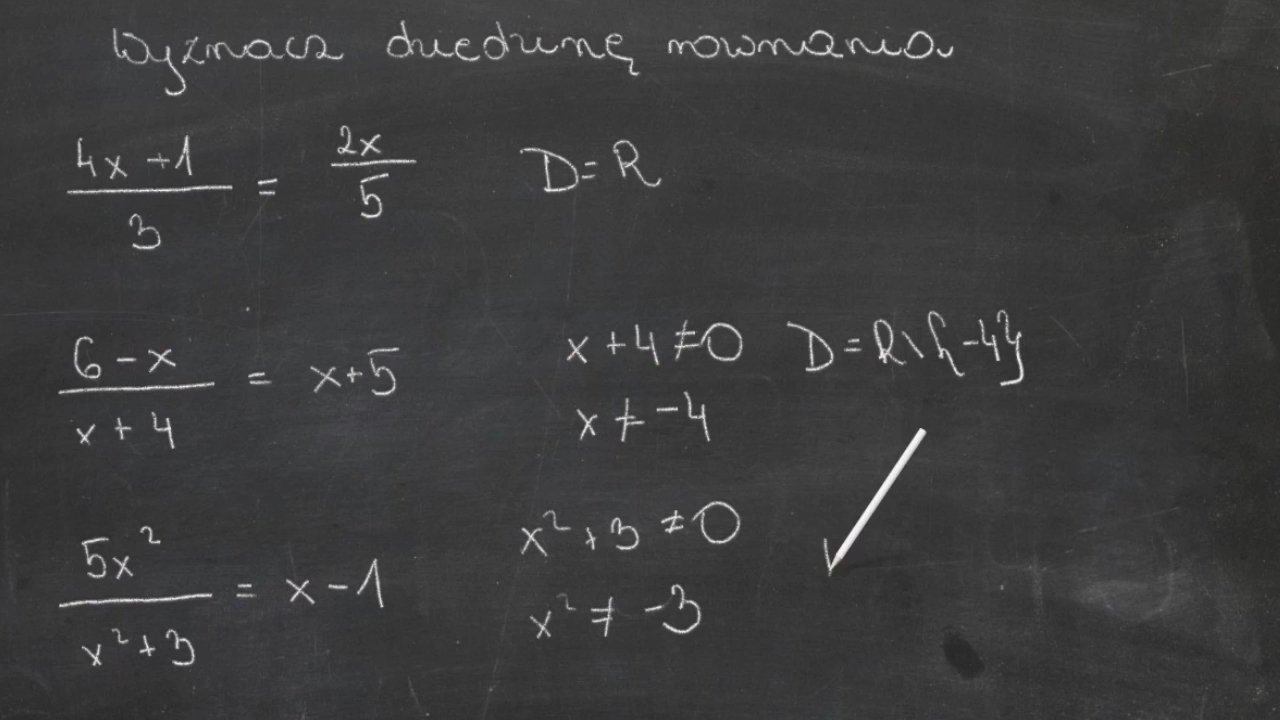 Wyznacz dziedzinę równania
4x + 1 / 3 = 2x / 5 D = R
6 - x / x + 4 = x + 5 x + 4 ≠ 0 D = R \ {-4}
x ≠ -4
5x² / x² + 3 = x - 1 x² + 3 ≠ 0
x² ≠ -3